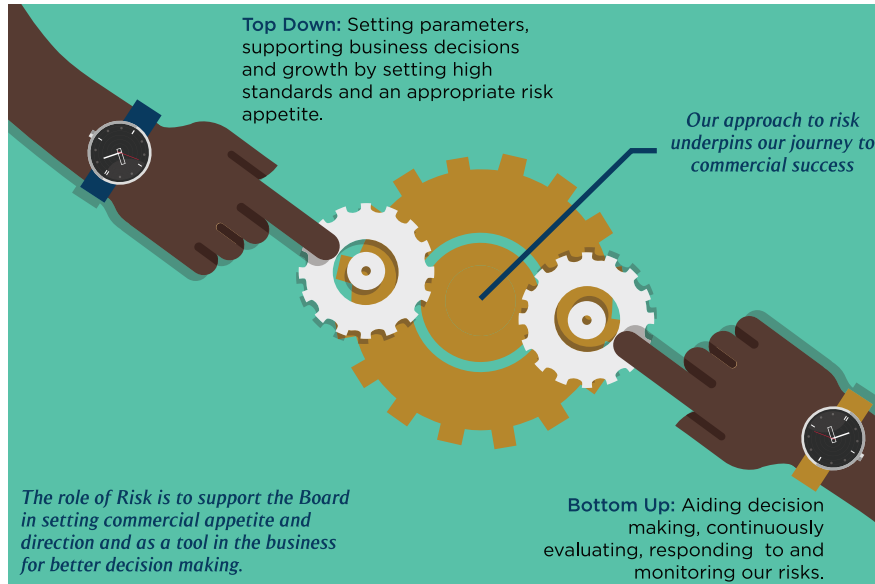 Top Down: Setting parameters,
supporting business decisions
and growth by setting high
standards and an appropriate risk
appetite.
Our approach to risk
underpins our journey to
commercial success
The role of Risk is to support the Board
in setting commercial appetite and
direction and as a tool in the business
for better decision making.
Bottom Up: Aiding decision
making, continuously
evaluating, responding to and
monitoring our risks.